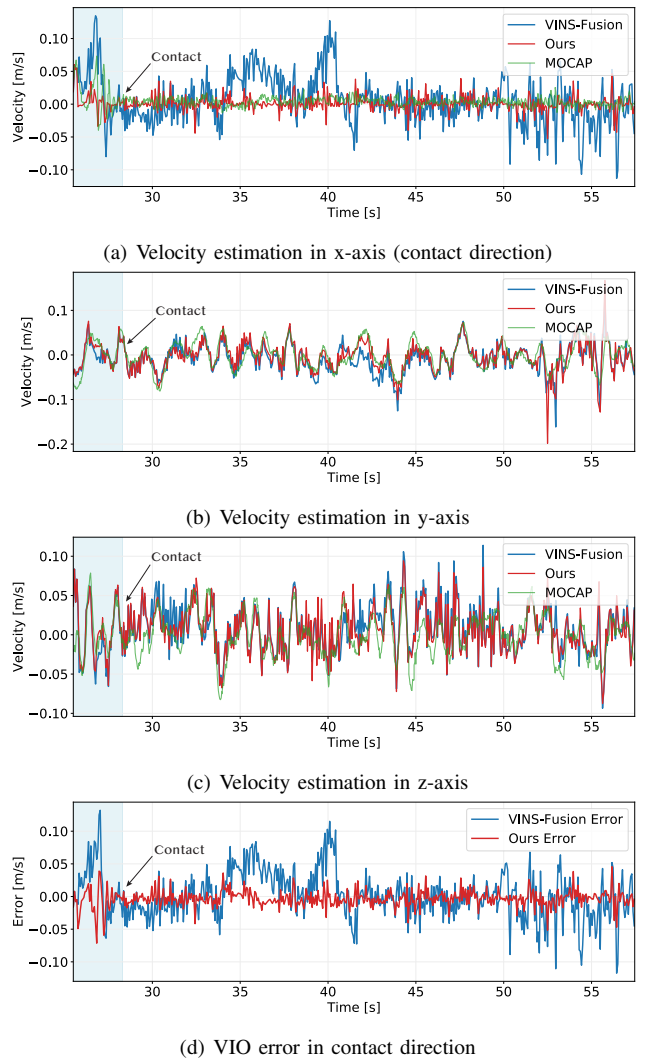 VINS-Fusion
Ours
MOCAP
Contact
Velocity [m/s]
0.10
0.05
0.00
−0.05
−0.10
30 35 40 45 50 55
Time [s]
(a) Velocity estimation in x-axis (contact direction)
VINS-Fusion
Ours
MOCAP
Contact
Velocity [m/s]
0.1
0.0
−0.1
−0.2
30 35 40 45 50 55
Time [s]
(b) Velocity estimation in y-axis
VINS-Fusion
Ours
MOCAP
Contact
Velocity [m/s]
0.10
0.05
0.00
−0.05
−0.10
30 35 40 45 50 55
Time [s]
(c) Velocity estimation in z-axis
VINS-Fusion Error
Ours Error
Contact
Error [m/s]
0.10
0.05
0.00
−0.05
−0.10
30 35 40 45 50 55
Time [s]
(d) VIO error in contact direction